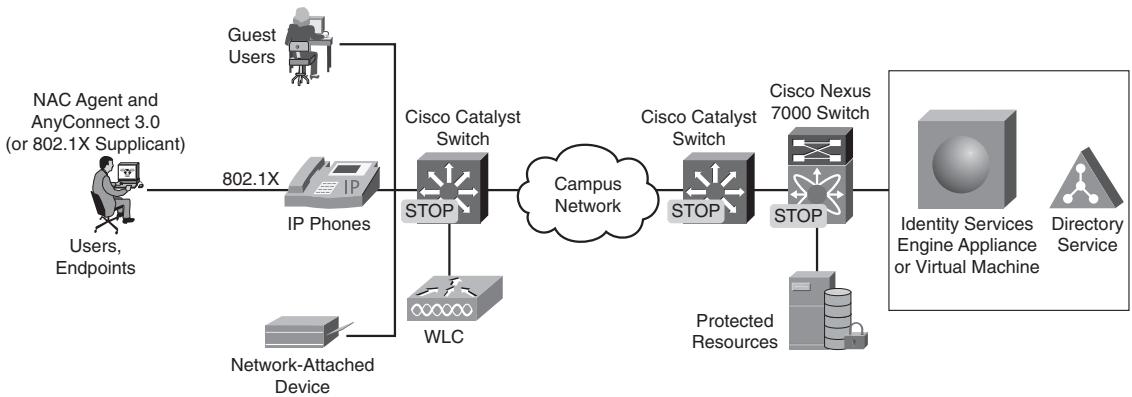 Guest
Users
NAC Agent and
AnyConnect 3.0
(or 802.1X Supplicant)
Users,
Endpoints
802.1X
IP
IP Phones
Network-Attached
Device
Cisco Catalyst
Switch
STOP
WLC
Campus
Network
Cisco Catalyst
Switch
STOP
Cisco Nexus
7000 Switch
STOP
Protected
Resources
Identity Services
Engine Appliance
or Virtual Machine
Directory
Service